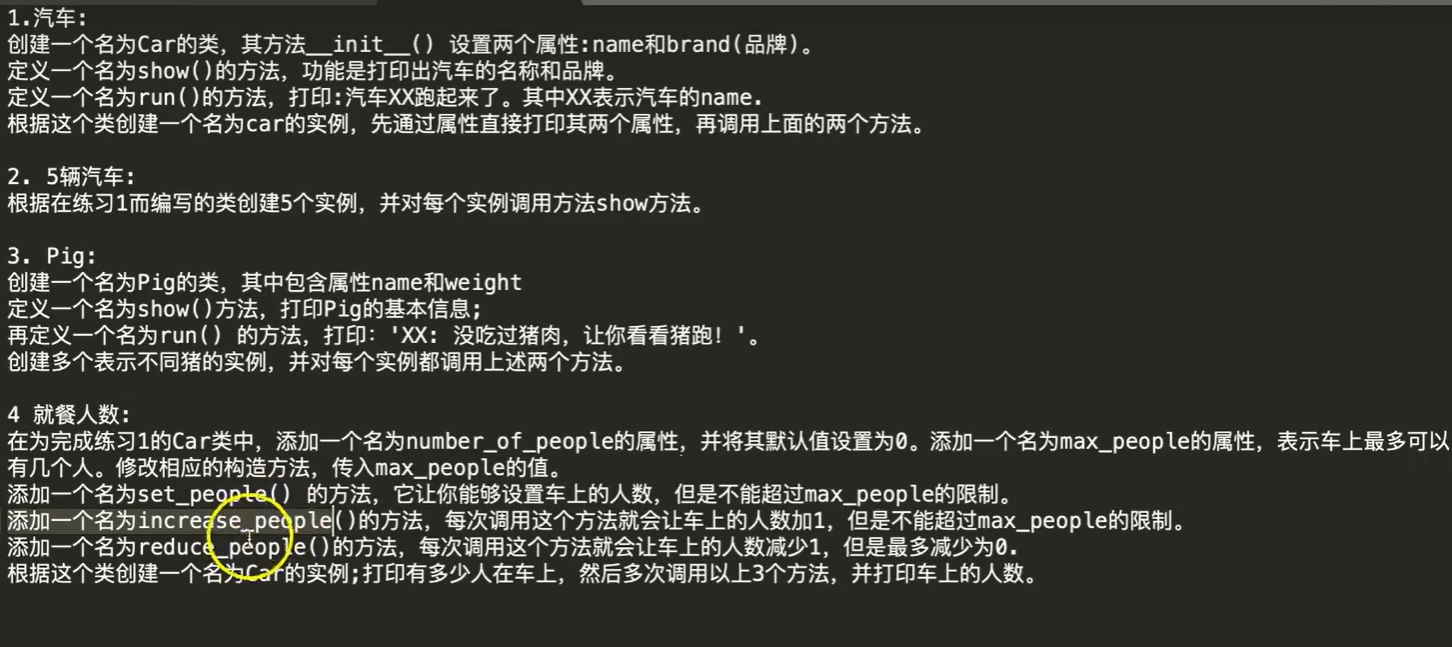 1.汽车:
创建一个名为Car的类，其方法__init__() 设置两个属性:name和brand(品牌)。
定义一个名为show()的方法，功能是打印出汽车的名称和品牌。
定义一个名为run()的方法，打印:汽车XX跑起来了。其中XX表示汽车的name.
根据这个类创建一个名为car的实例，先通过属性直接打印其两个属性，再调用上面的两个方法。
2. 5辆汽车:
根据在练习1而编写的类创建5个实例，并对每个实例调用方法show方法。
3. Pig:
创建一个名为Pig的类，其中包含属性name和weight
定义一个名为show()方法，打印Pig的基本信息;
再定义一个名为run() 的方法，打印：'XX: 没吃过猪肉，让你看看猪跑！'。
创建多个表示不同猪的实例，并对每个实例都调用上述两个方法。
4 就餐人数:
在为完成练习1的Car类中，添加一个名为number_of_people的属性，并将其默认值设置为0。添加一个名为max_people的属性，表示车上最多可以
有几个人。修改相应的构造方法，传入max_people的值。
添加一个名为set_people() 的方法，它让你能够设置车上的人数，但是不能超过max_people的限制。
添加一个名为increase_people()的方法，每次调用这个方法就会让车上的人数加1，但是不能超过max_people的限制。
添加一个名为reduce_people()的方法，每次调用这个方法就会让车上的人数减少1，但是最多减少为0.
根据这个类创建一个名为Car的实例;打印有多少人在车上，然后多次调用以上3个方法，并打印车上的人数。